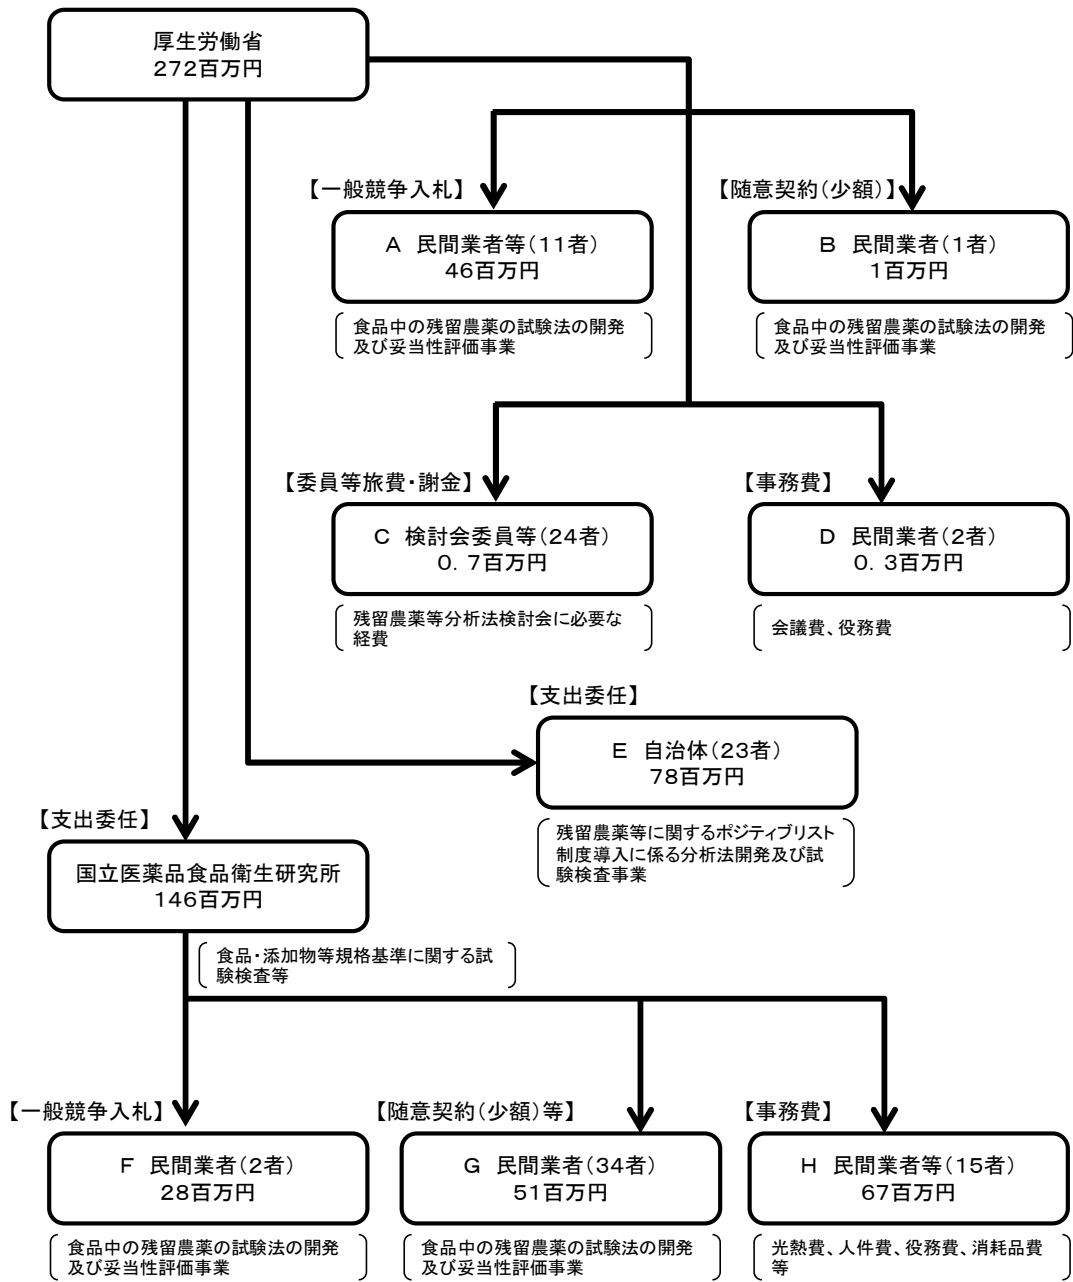 厚生労働省
272百万円
【一般競争入札】
【随意契約(少額)】
A 民間業者等(11者)
46百万円
B 民間業者(1者)
1百万円
食品中の残留農薬の試験法の開発
及び妥当性評価事業
食品中の残留農薬の試験法の開発
及び妥当性評価事業
【委員等旅費・謝金】
【事務費】
C 検討会委員等(24者)
0.7百万円
D 民間業者(2者)
0.3百万円
残留農薬等分析法検討会に必要な
経費
会議費、役務費
【支出委任】
E 自治体(23者)
78百万円
残留農薬等に関するポジティブリスト
制度導入に係る分析法開発及び試
験検査事業
【支出委任】
国立医薬品食品衛生研究所
146百万円
食品・添加物等規格基準に関する試
験検査等
【一般競争入札】
【随意契約(少額)等】
【事務費】
F 民間業者(2者)
28百万円
G 民間業者(34者)
51百万円
H 民間業者等(15者)
67百万円
食品中の残留農薬の試験法の開発
及び妥当性評価事業
食品中の残留農薬の試験法の開発
及び妥当性評価事業
光熱費、人件費、役務費、消耗品費
等